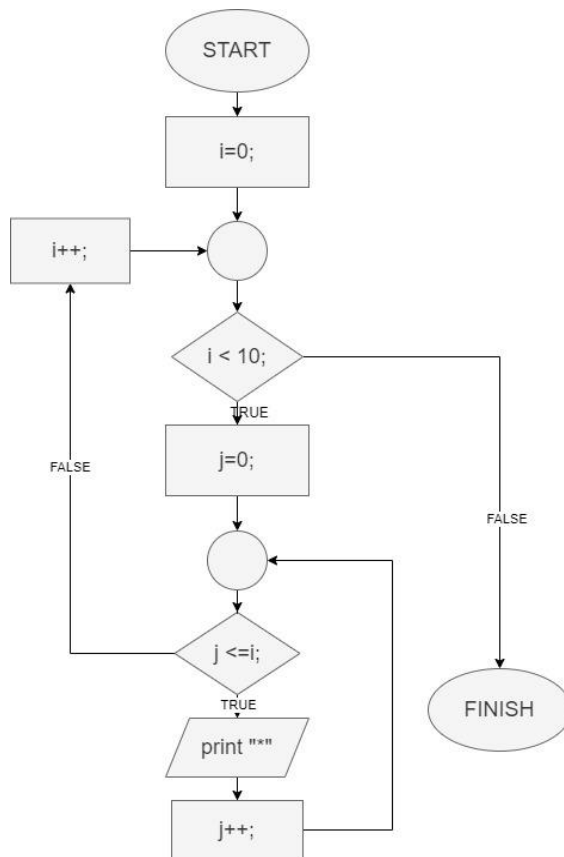 START
i=0;
i++;
i < 10;
TRUE
j=0;
FALSE
FALSE
j <=i;
TRUE
FINISH
print "*"
j++;